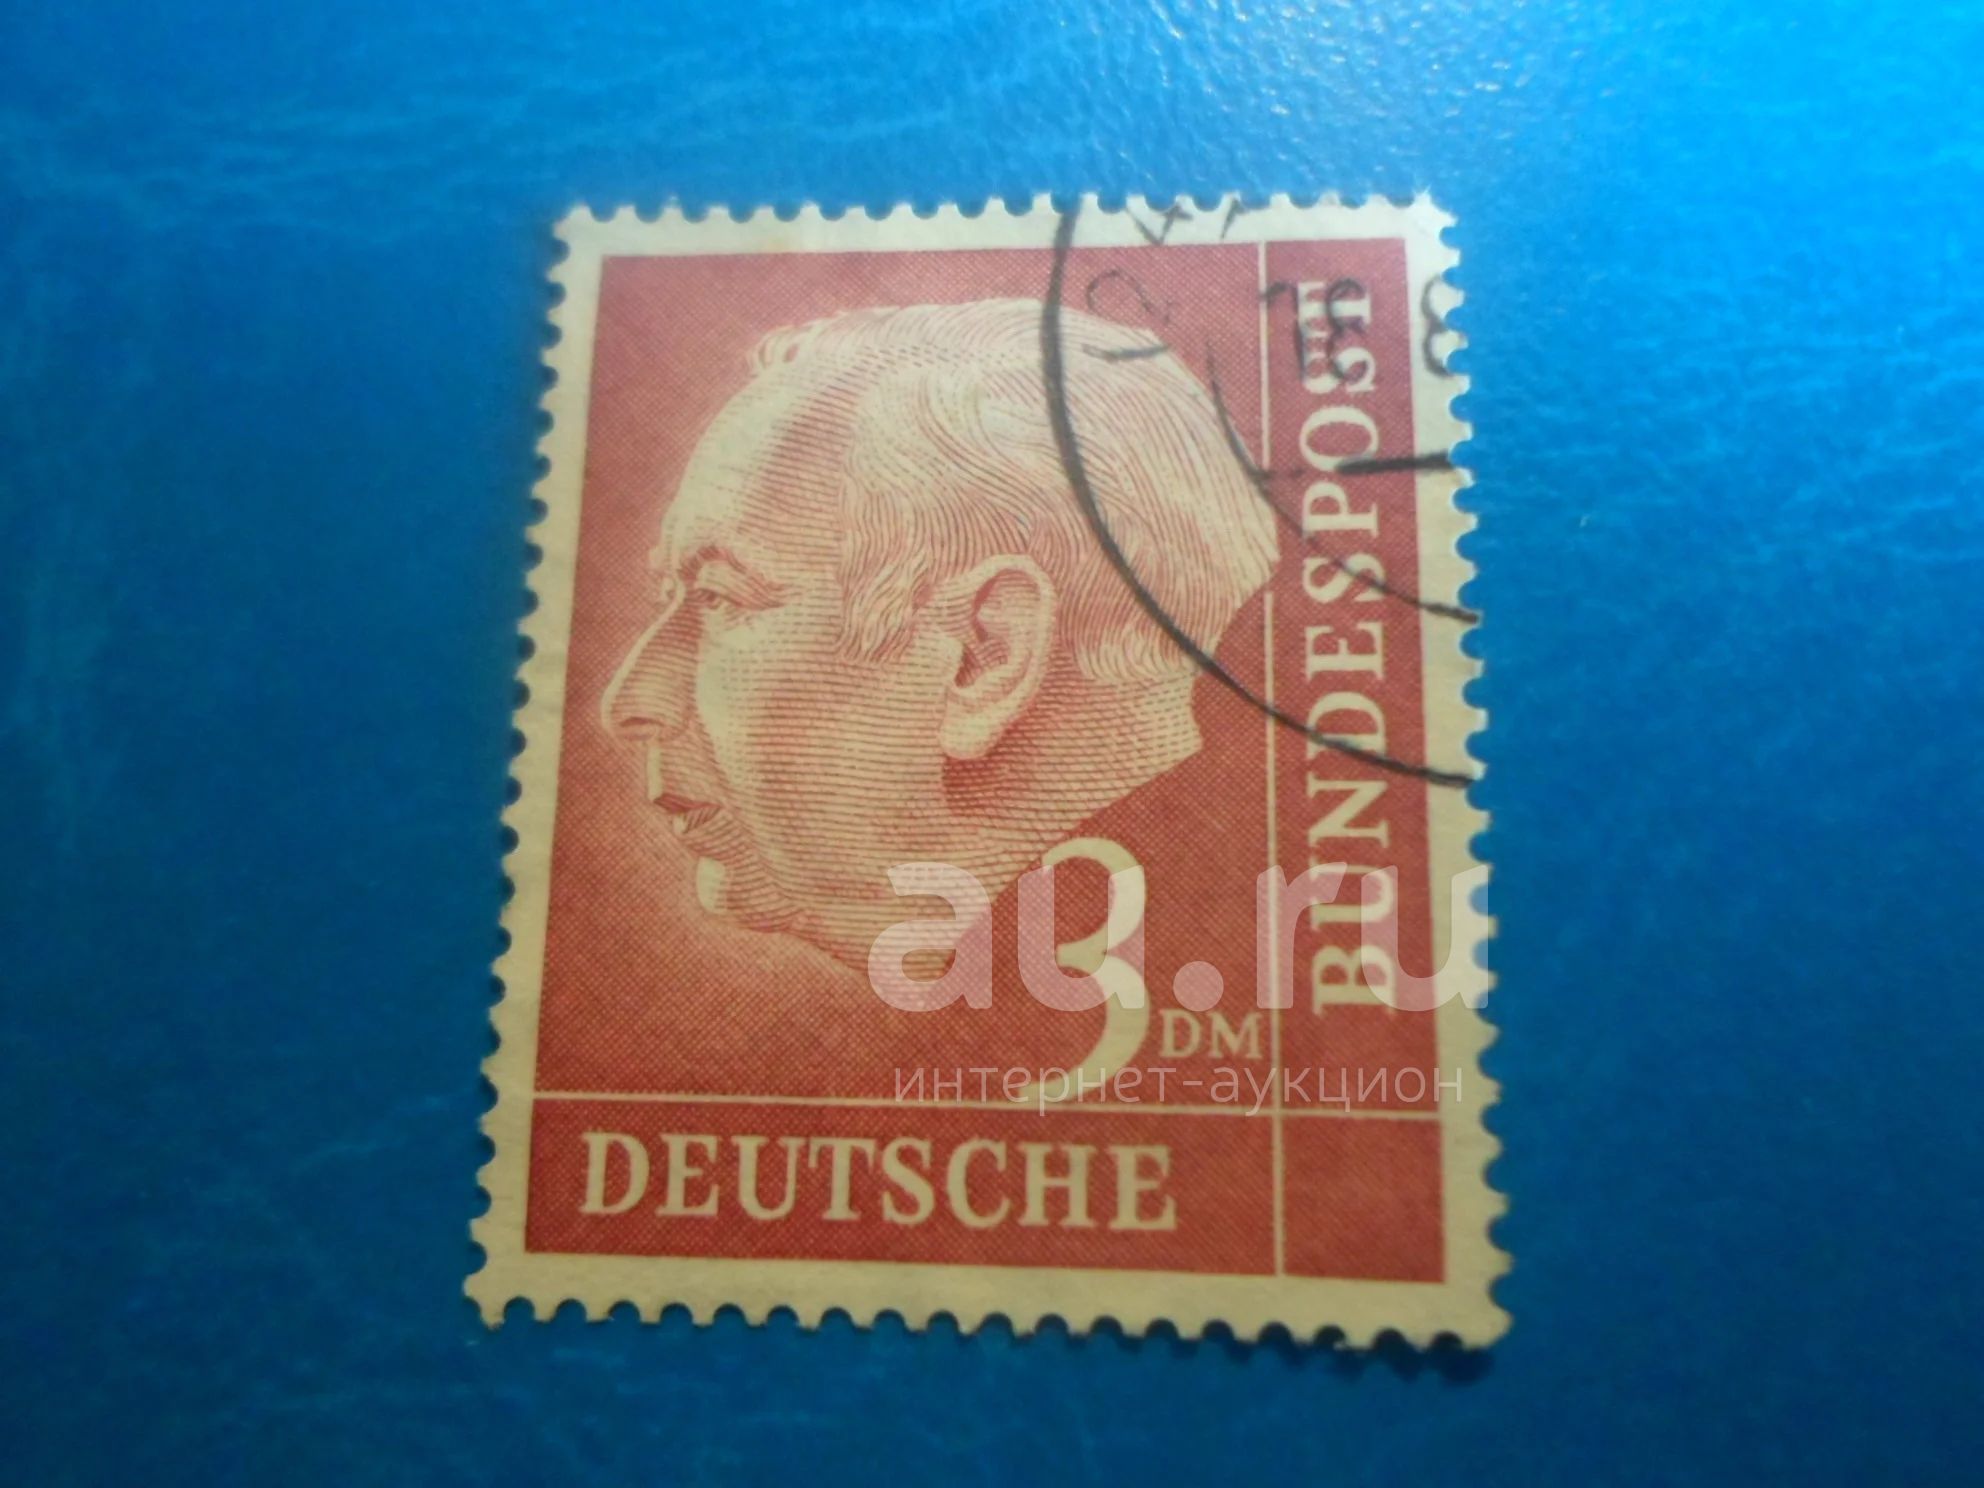 BUNDESPOST
3 DM
DEUTSCHE
au.ru
интернет-аукцион